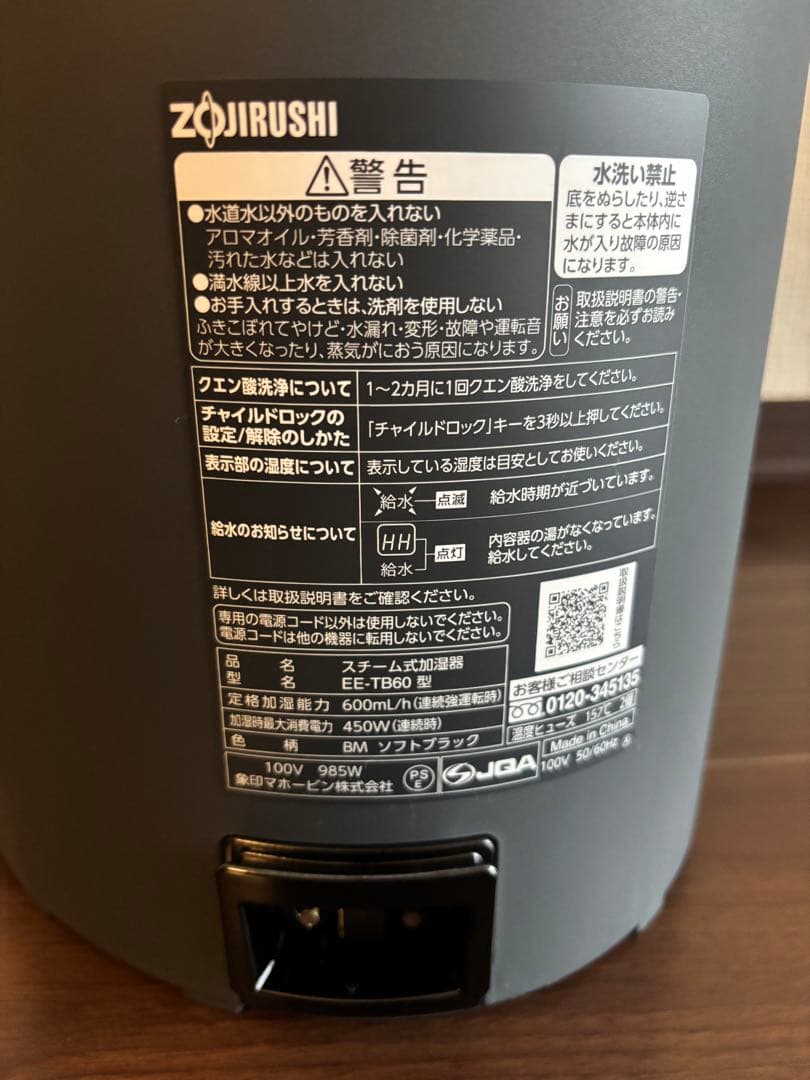 ZOJIRUSHI
警告
●水道水以外のものを入れない
アロマオイル・芳香剤・除菌剤・化学薬品・
汚れた水などは入れない
●満水線以上水を入れない
●お手入れするときは、洗剤を使用しない
ふきこぼれてやけど・水漏れ・変形・故障や運転音
が大きくなったり、蒸気がにおう原因になります。
水洗い禁止
底をぬらしたり、逆さ
まにすると本体内に
水が入り故障の原因
になります。
お願い
取扱説明書の警告・
注意を必ずお読み
ください。
クエン酸洗浄について
1～2カ月に1回クエン酸洗浄をしてください。
チャイルドロックの
設定/解除のしかた
「チャイルドロック」キーを3秒以上押してください。
表示部の湿度について
表示している湿度は目安としてお使いください。
給水のお知らせについて
給水 点滅 給水時期が近づいています。
HH
給水
点灯
内容器の湯がなくなっています。
給水してください。
詳しくは取扱説明書をご確認ください。
専用の電源コード以外は使用しないでください。
電源コードは他の機器に転用しないでください。
取扱説明書はこちら
品名 スチーム式加湿器
型名 EE-TB60 型
定格加湿能力 600mL/h(連続強運転時)
加湿時最大消費電力 450W(連続時)
色柄 BM ソフトブラック
100V 985W
象印マホービン株式会社
PS
E
JQA
お客様ご相談センター
0120-345135
温度ヒューズ 157℃ 2個
Made in China
100V 50/60Hz Ⓐ